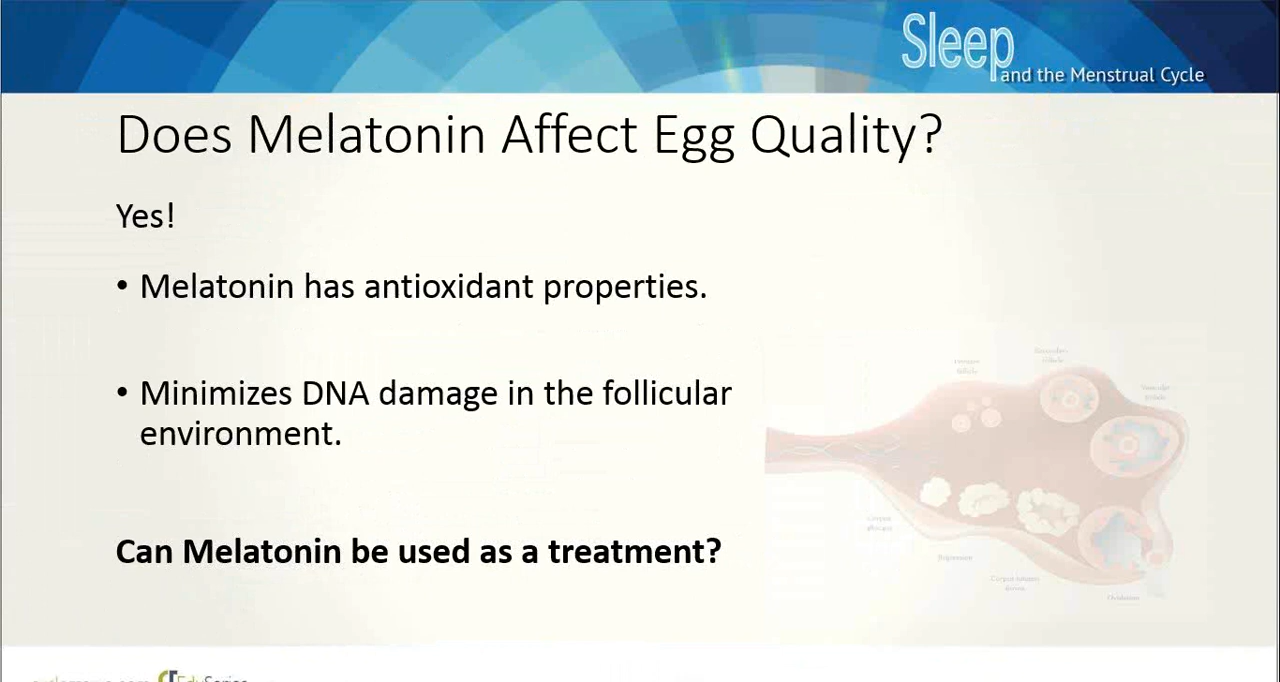 Sleep
and the Menstrual Cycle
Does Melatonin Affect Egg Quality?
Yes!
• Melatonin has antioxidant properties.
• Minimizes DNA damage in the follicular
environment.
Can Melatonin be used as a treatment?
Ovulation